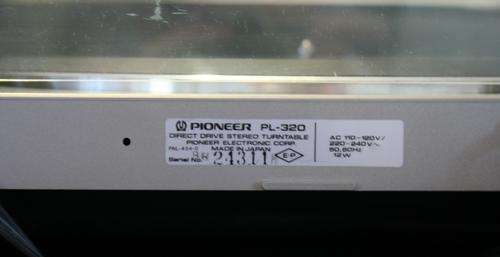 PIONEER PL-320
DIRECT DRIVE STEREO TURNTABLE
PIONEER ELECTRONIC CORP.
MADE IN JAPAN
Serial No.
E-P
AC 110-120V/
220-240V~
50,60Hz
12W